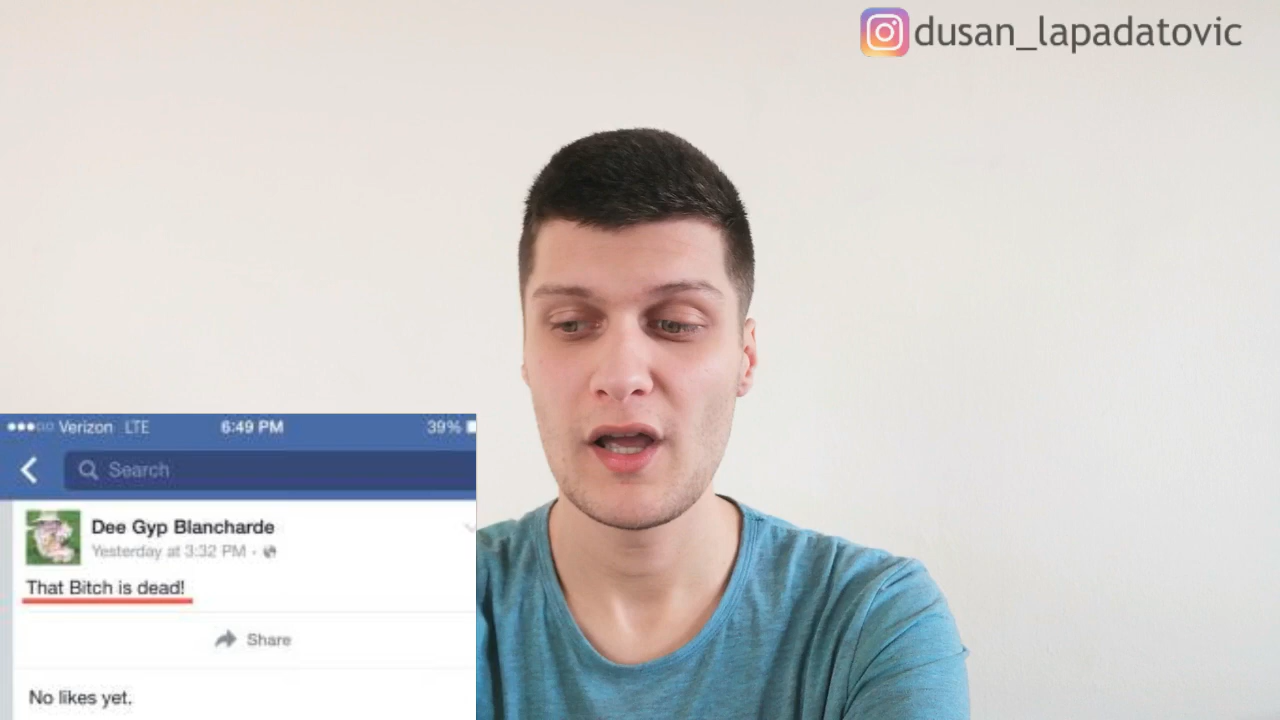 dusan_lapadatovic
Verizon LTE 6:49 PM 39%
Search
Dee Gyp Blancharde
Yesterday at 3:32 PM
That Bitch is dead!
Share
No likes yet.